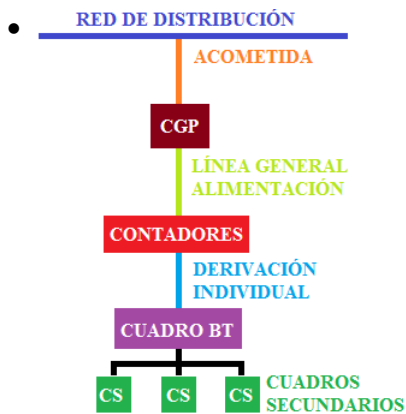 RED DE DISTRIBUCIÓN
ACOMETIDA
CGP
LÍNEA GENERAL
ALIMENTACIÓN
CONTADORES
DERIVACIÓN
INDIVIDUAL
CUADRO BT
CS CS CS
CUADROS
SECUNDARIOS